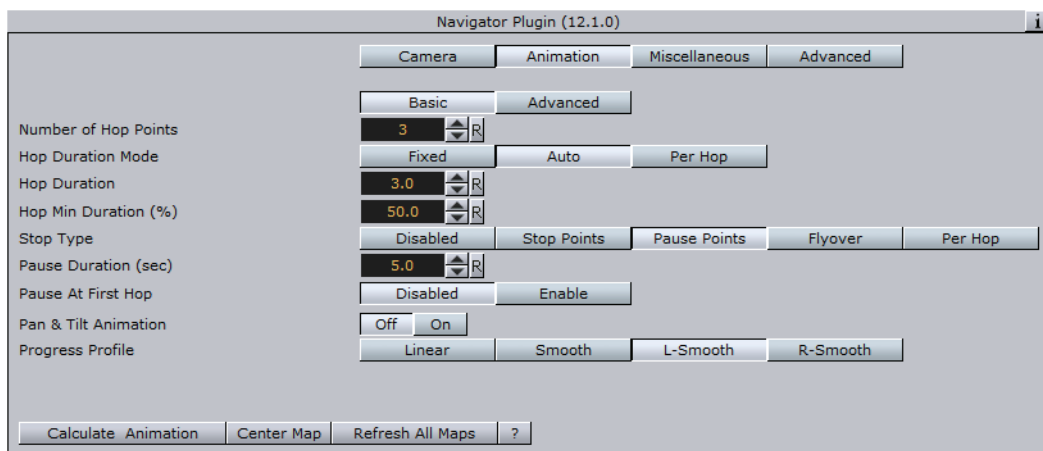 Navigator Plugin (12.1.0) i
Camera Animation Miscellaneous Advanced
Basic Advanced
Number of Hop Points 3 R
Hop Duration Mode Fixed Auto Per Hop
Hop Duration 3.0 R
Hop Min Duration (%) 50.0 R
Stop Type Disabled Stop Points Pause Points Flyover Per Hop
Pause Duration (sec) 5.0 R
Pause At First Hop Disabled Enable
Pan & Tilt Animation Off On
Progress Profile Linear Smooth L-Smooth R-Smooth
Calculate Animation Center Map Refresh All Maps ?